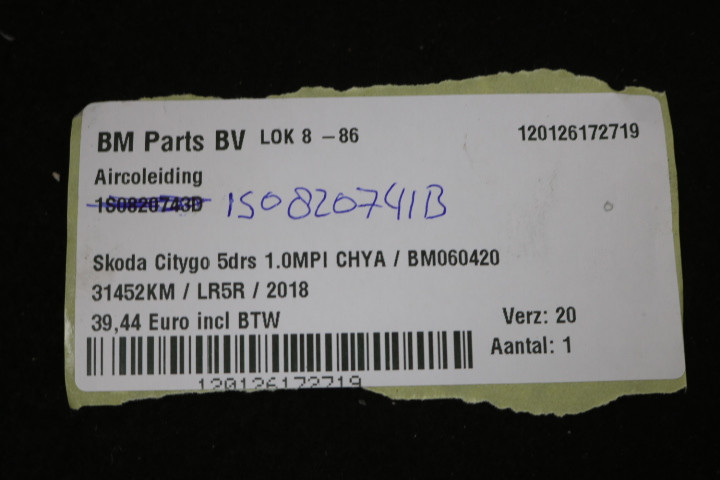 BM Parts BV LOK 8 - 86 120126172719
Aircoleiding
1S0820743D 1S0820741B
Skoda Citygo 5drs 1.0MPI CHYA / BM060420
31452KM / LR5R / 2018
39,44 Euro incl BTW Verz: 20
Aantal: 1
120126172719